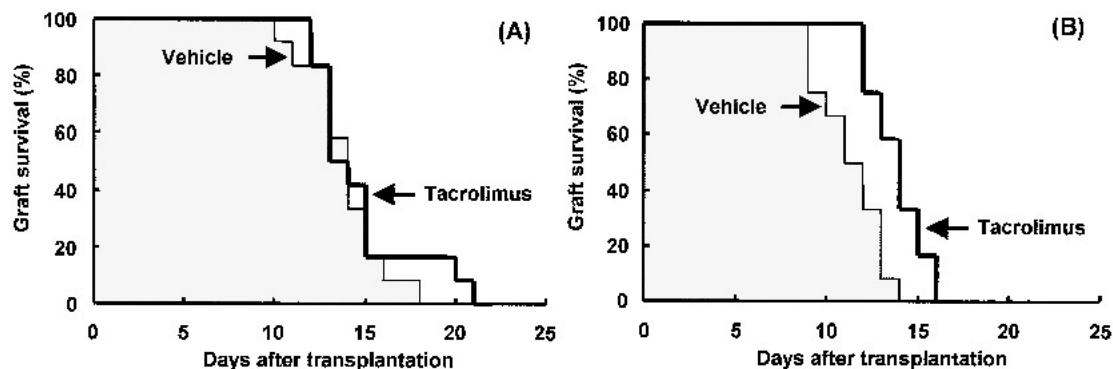 (A)
Graft survival (%)
100
80
60
40
20
0
Vehicle
Tacrolimus
0 5 10 15 20 25
Days after transplantation
(B)
Graft survival (%)
100
80
60
40
20
0
Vehicle
Tacrolimus
0 5 10 15 20 25
Days after transplantation